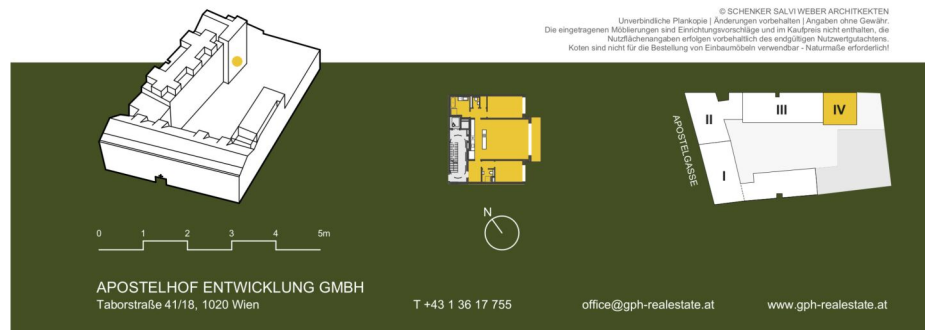 © SCHENKER SALVI WEBER ARCHITKEKTEN
Unverbindliche Plankopie | Änderungen vorbehalten | Angaben ohne Gewähr.
Die eingetragenen Möblierungen sind Einrichtungsvorschläge und im Kaufpreis nicht enthalten, die
Nutzflächenangaben erfolgen vorbehaltlich des endgültigen Nutzwertgutachtens.
Koten sind nicht für die Bestellung von Einbaumöbeln verwendbar - Naturmaße erforderlich!
II
III
IV
APOSTELGASSE
I
N
0 1 2 3 4 5m
APOSTELHOF ENTWICKLUNG GMBH
Taborstraße 41/18, 1020 Wien
T +43 1 36 17 755
office@gph-realestate.at
www.gph-realestate.at